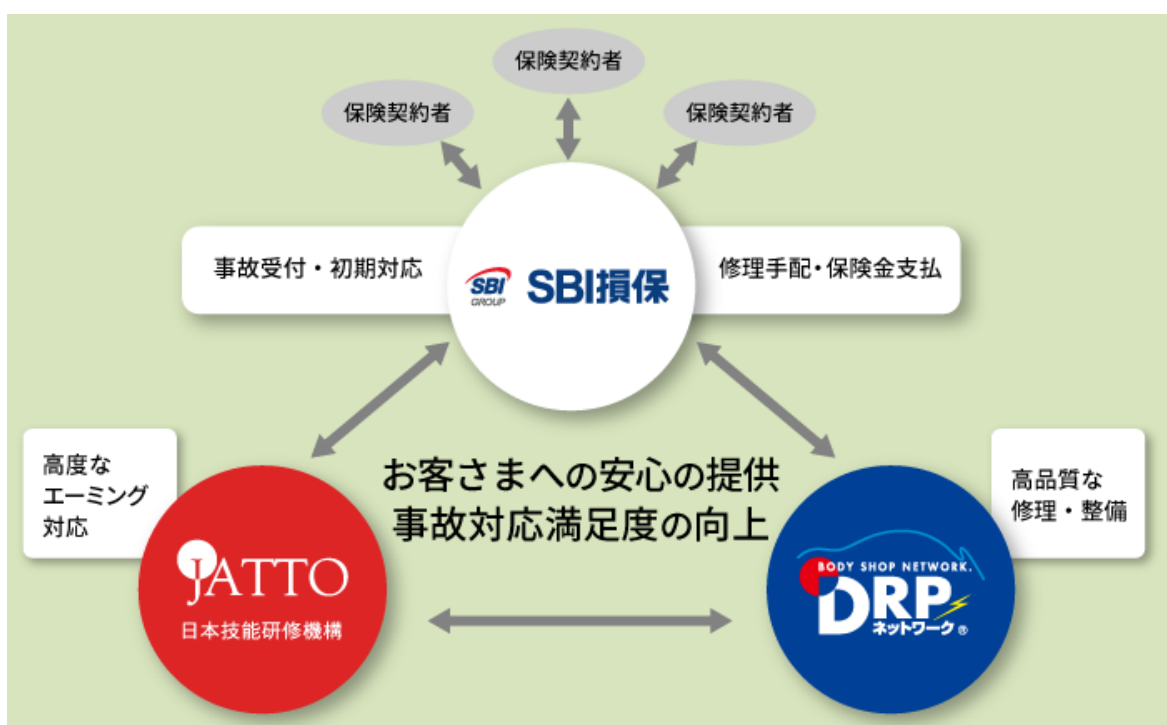 保険契約者
保険契約者
保険契約者
事故受付・初期対応
SBI
GROUP
SBI損保
修理手配・保険金支払
高度な
エーミング
対応
お客さまへの安心の提供
事故対応満足度の向上
高品質な
修理・整備
JATTO
日本技能研修機構
BODY SHOP NETWORK.
DRP
ネットワーク®